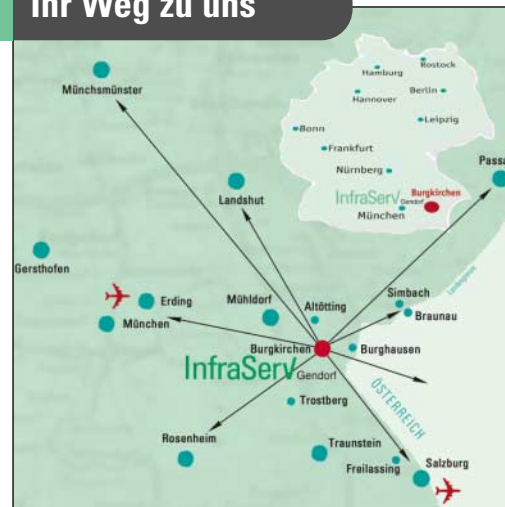 Ihr Weg zu uns
Münchsmünster
Hamburg
Rostock
Hannover
Berlin
Leipzig
Bonn
Frankfurt
Nürnberg
Burgkirchen
InfraServ
Gendorf
München
Landshut
Gersthofen
Erding
München
Mühldorf
Altötting
Simbach
Braunau
Landesgrenze
Burgkirchen
Burghausen
InfraServ
Gendorf
ÖSTERREICH
Trostberg
Rosenheim
Traunstein
Freilassing
Salzburg